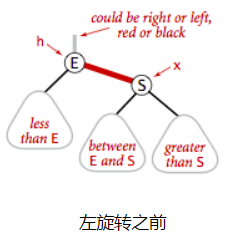 could be right or left,
red or black
h
E
x
S
less
than E
between
E and S
greater
than S
左旋转之前